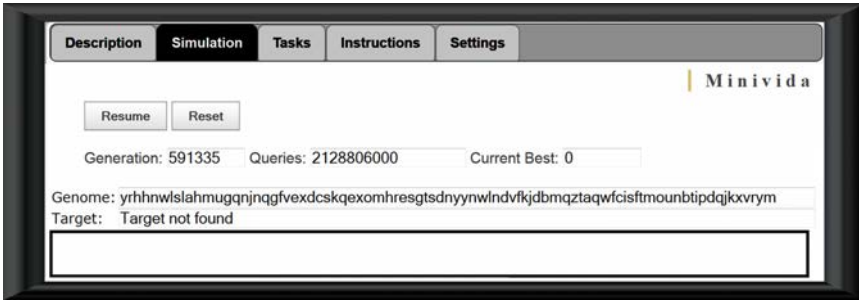 Description Simulation Tasks Instructions Settings
Minivida
Resume Reset
Generation: 591335 Queries: 2128806000 Current Best: 0
Genome: yrhhnwlslahmugqnjnqgfvexdcskqexomhresgtsdnyynwlndvfkjdbmqztaqwfcisftmounbtipdqjkxvrym
Target: Target not found